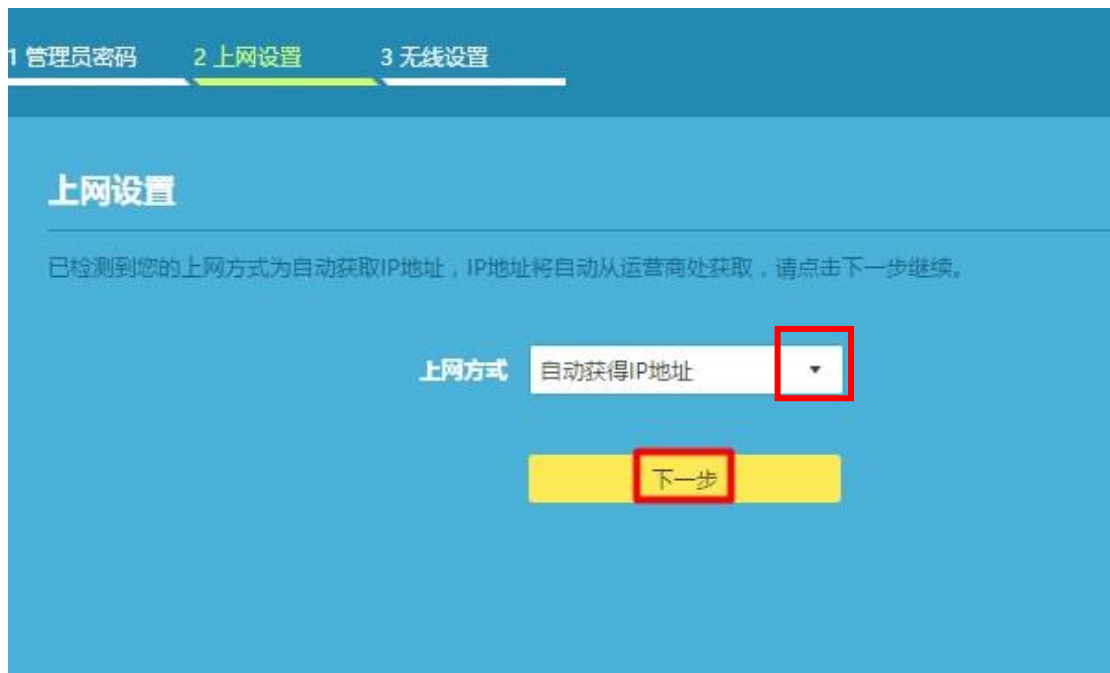 1 管理员密码 2 上网设置 3 无线设置
上网设置
已检测到您的上网方式为自动获取IP地址，IP地址将自动从运营商处获取，请点击下一步继续。
上网方式 自动获得IP地址
下一步